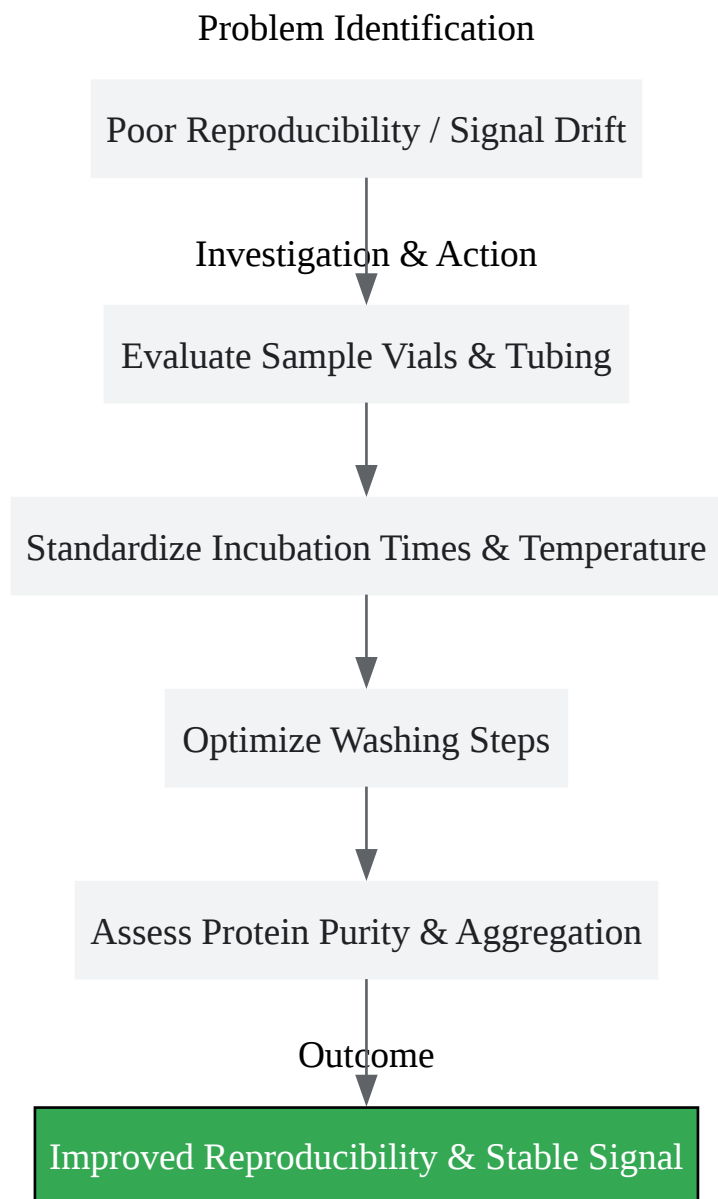 Problem Identification
Poor Reproducibility / Signal Drift
Investigation & Action
Evaluate Sample Vials & Tubing
Standardize Incubation Times & Temperature
Optimize Washing Steps
Assess Protein Purity & Aggregation
Outcome
Improved Reproducibility & Stable Signal